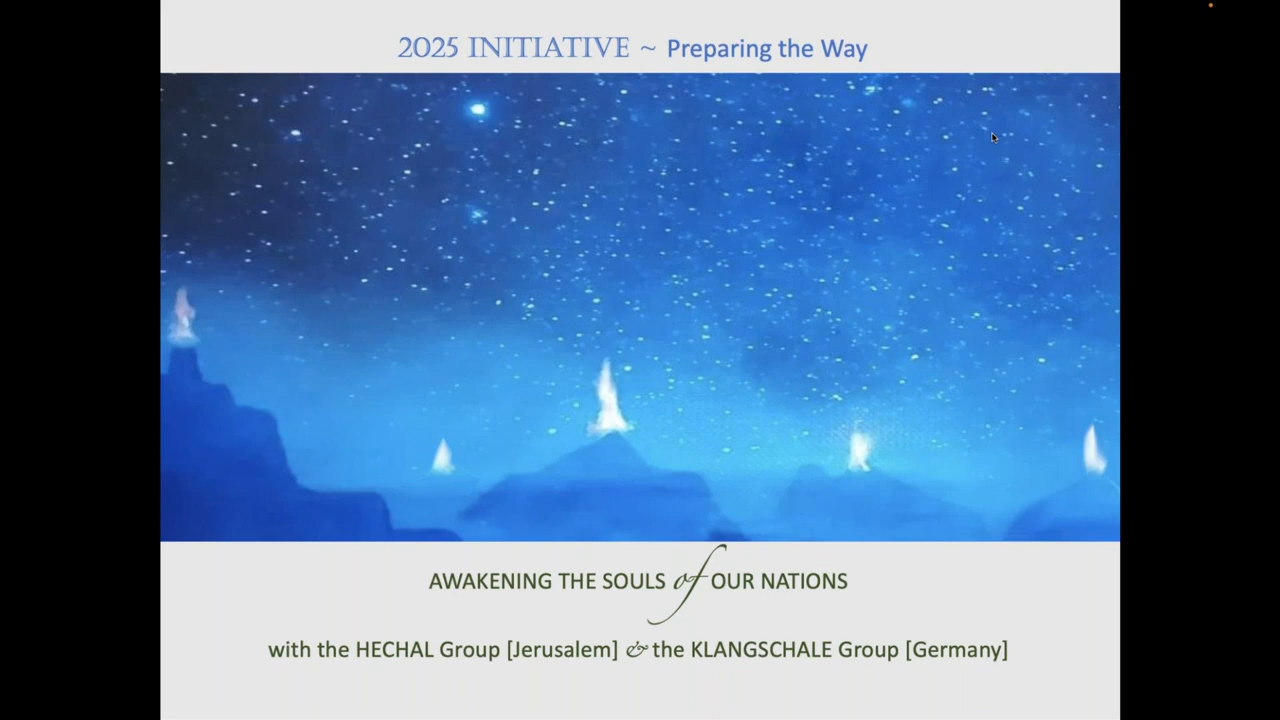 2025 INITIATIVE ~ Preparing the Way
AWAKENING THE SOULS of OUR NATIONS
with the HECHAL Group [Jerusalem] & the KLANGSCHALE Group [Germany]